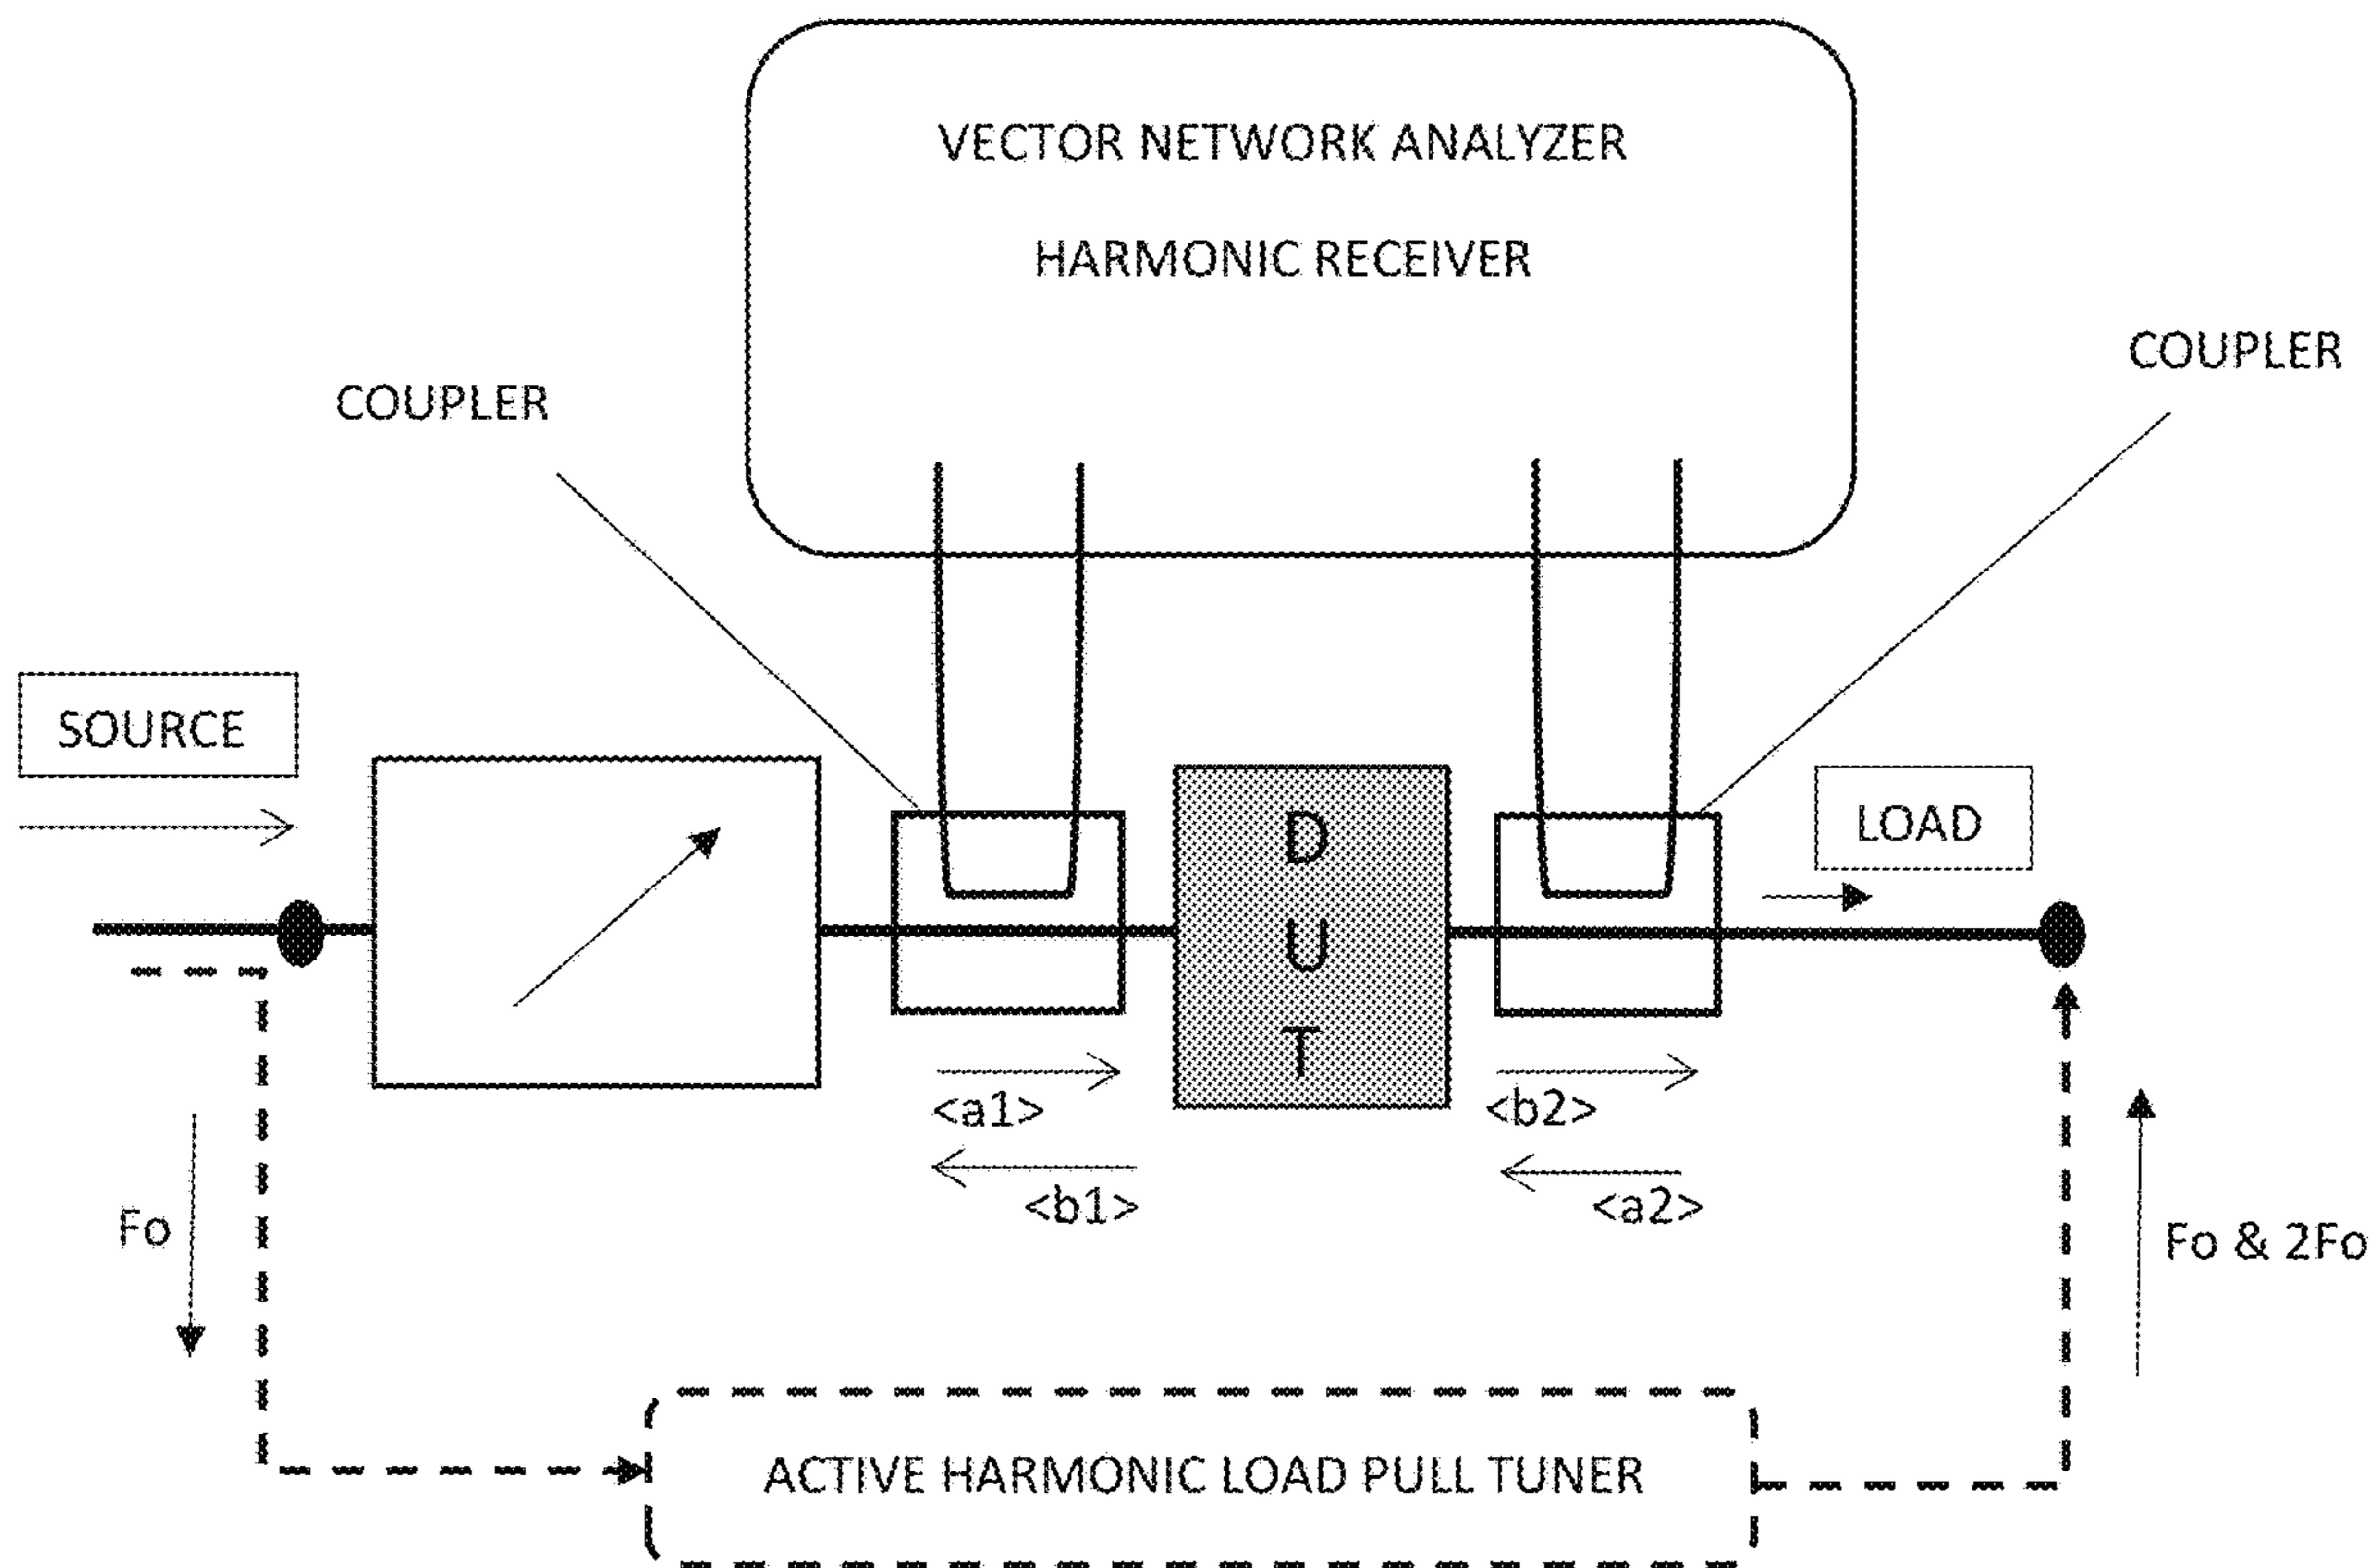 VECTOR NETWORK ANALYZER
HARMONIC RECEIVER
COUPLER
COUPLER
SOURCE
LOAD
D
U
T
<a1>
<b2>
<b1>
<a2>
Fo
Fo & 2Fo
ACTIVE HARMONIC LOAD PULL TUNER